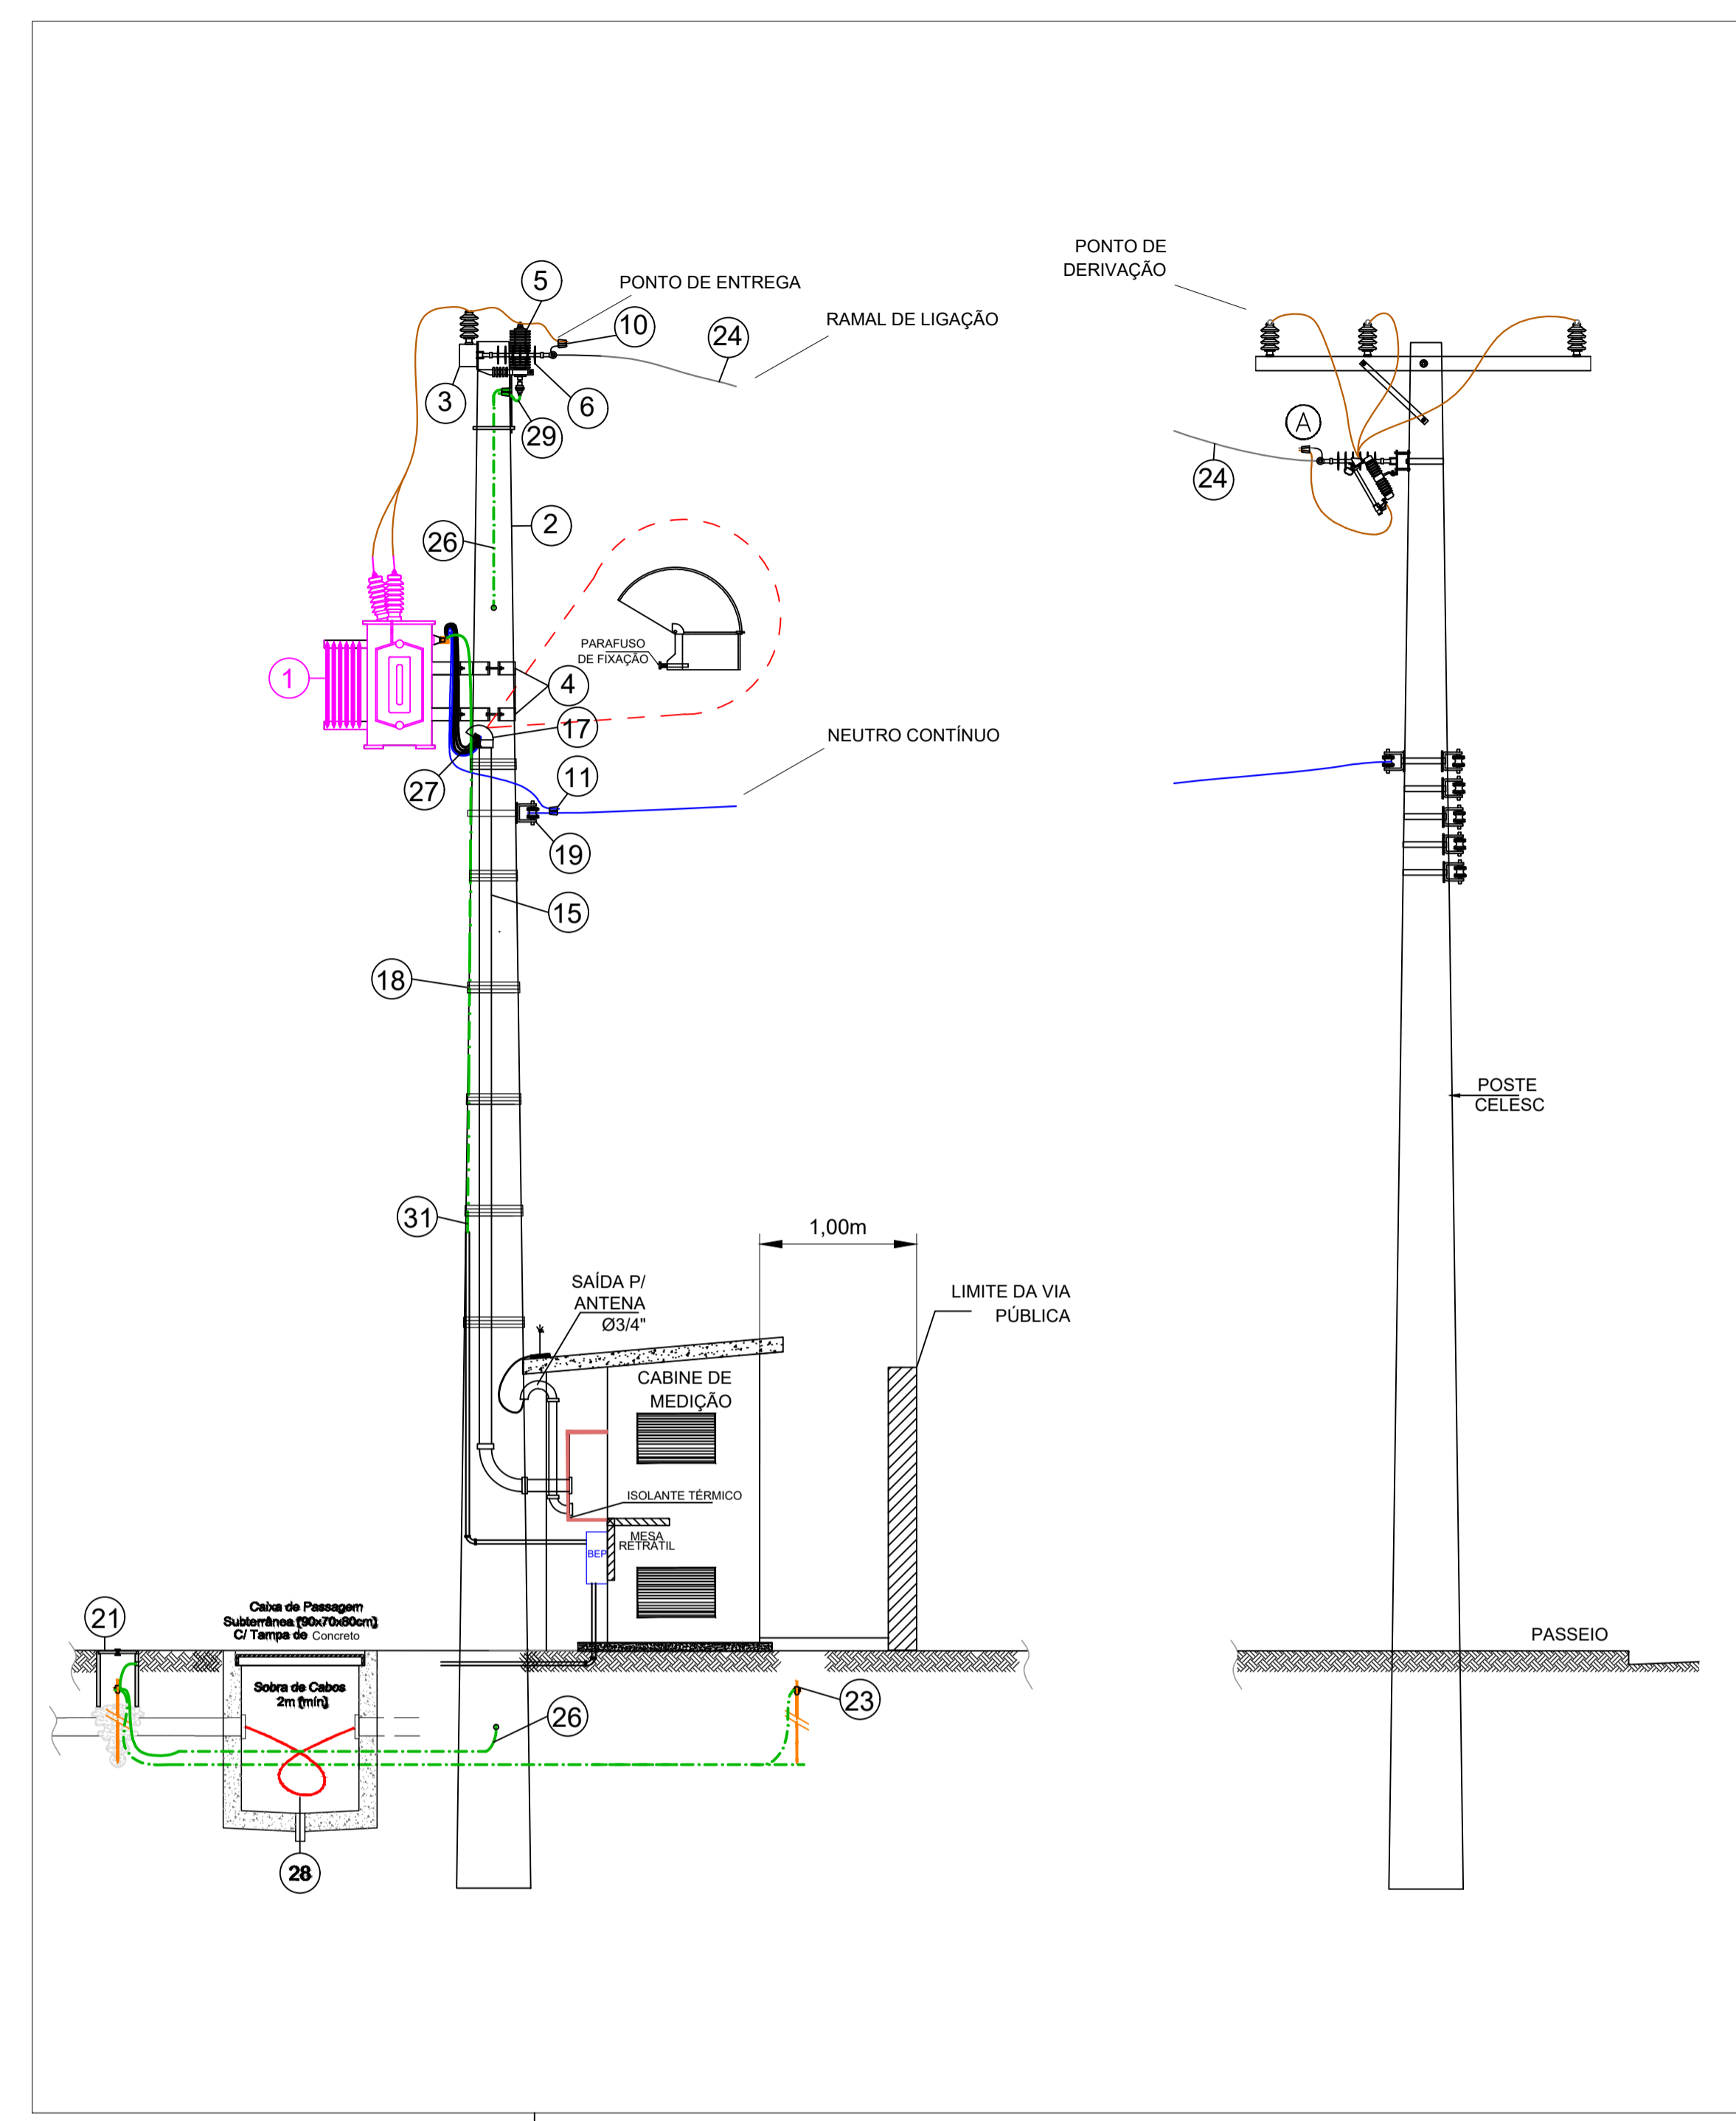 PONTO DE
DERIVAÇÃO
5
PONTO DE ENTREGA
10
RAMAL DE LIGAÇÃO
24
3
6
29
A
24
2
26
PARAFUSO
DE FIXAÇÃO
1
4
17
NEUTRO CONTÍNUO
11
27
19
15
18
POSTE
CELESC
31
1,00m
SAÍDA P/
ANTENA
Ø3/4"
LIMITE DA VIA
PÚBLICA
CABINE DE
MEDIÇÃO
ISOLANTE TÉRMICO
MESA
RETRÁTIL
BEP
21
Caixa de Passagem
Subterrânea (90x70x80cm)
C/ Tampa de Concreto
PASSEIO
Sobra de Cabos
2m (mín)
23
26
28